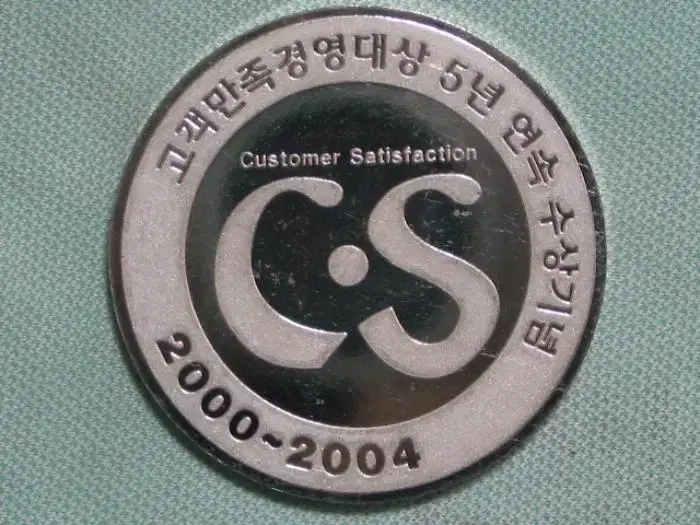 고객만족경영대상 5년 연속 수상기념
Customer Satisfaction
C·S
2000~2004